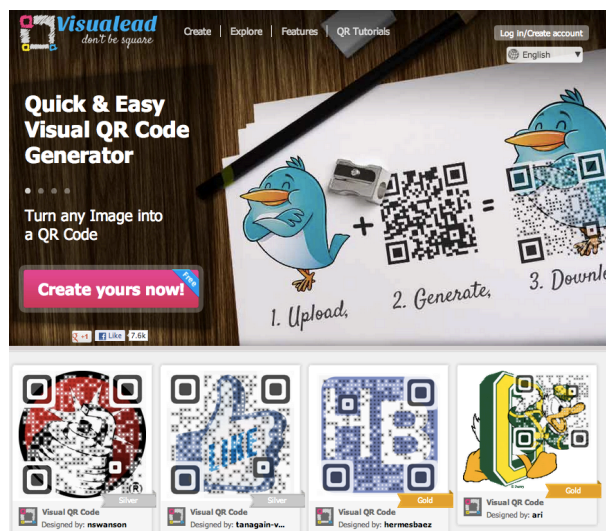 Visualead
don't be square
Create
Explore
Features
QR Tutorials
Log in/Create account
English
Quick & Easy
Visual QR Code
Generator
Turn any Image into
a QR Code
Create yours now!
Free
+
=
1. Upload,
2. Generate,
3. Downl
+1
Like
7.6k
LIKE
HB
®
Silver
Silver
Gold
Gold
Visual QR Code
Designed by: nswanson
Visual QR Code
Designed by: tanagain-v...
Visual QR Code
Designed by: hermesbaez
Visual QR Code
Designed by: ari